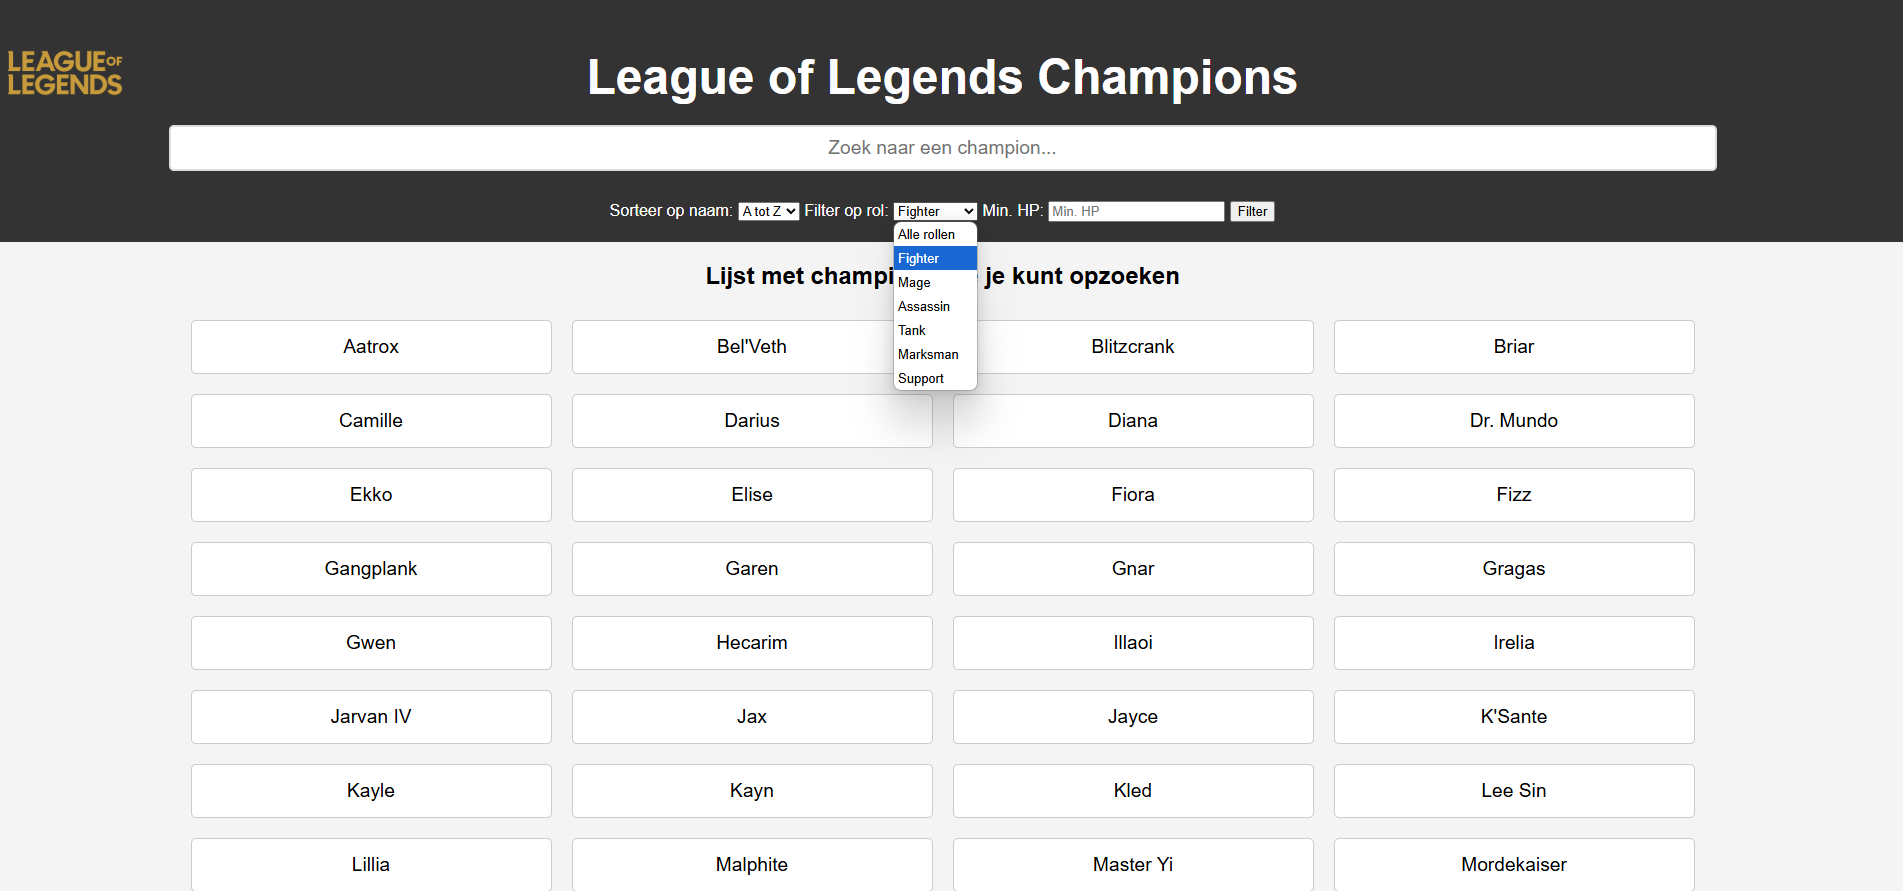 LEAGUE OF
LEGENDS
League of Legends Champions
Zoek naar een champion...
Sorteer op naam: A tot Z Filter op rol: Fighter Min. HP: Min. HP Filter
Alle rollen
Fighter
Mage
Assassin
Tank
Marksman
Support
Lijst met champi je kunt opzoeken
Aatrox Bel'Veth Blitzcrank Briar
Camille Darius Diana Dr. Mundo
Ekko Elise Fiora Fizz
Gangplank Garen Gnar Gragas
Gwen Hecarim Illaoi Irelia
Jarvan IV Jax Jayce K'Sante
Kayle Kayn Kled Lee Sin
Lillia Malphite Master Yi Mordekaiser